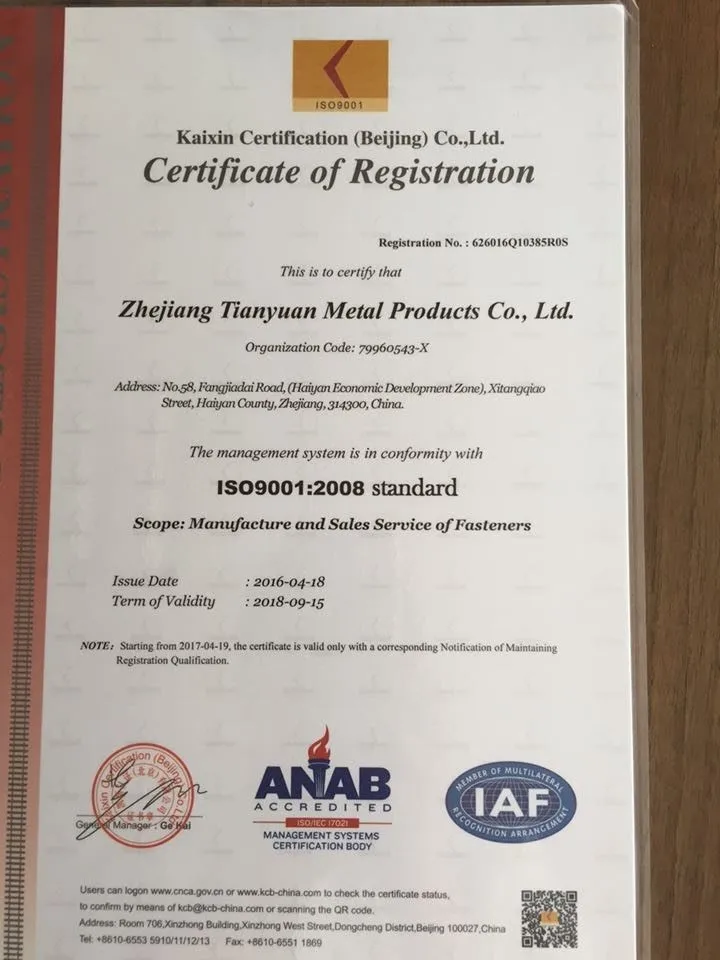 ISO9001
Kaixin Certification (Beijing) Co.,Ltd.
Certificate of Registration
Registration No. : 626016Q10385R0S
This is to certify that
Zhejiang Tianyuan Metal Products Co., Ltd.
Organization Code: 79960543-X
Address: No.58, Fangjiadai Road, (Haiyan Economic Development Zone), Xitangqiao
Street, Haiyan County, Zhejiang, 314300, China.
The management system is in conformity with
ISO9001:2008 standard
Scope: Manufacture and Sales Service of Fasteners
Issue Date : 2016-04-18
Term of Validity : 2018-09-15
NOTE: Starting from 2017-04-19, the certificate is valid only with a corresponding Notification of Maintaining
Registration Qualification.
Kaixin Certification (Beijing) Co.,Ltd
General Manager : Ge Kai
ANAB
ACCREDITED
ISO/IEC 17021
MANAGEMENT SYSTEMS
CERTIFICATION BODY
MEMBER OF MULTILATERAL
IAF
RECOGNITION ARRANGEMENT
Users can logon www.cnca.gov.cn or www.kcb-china.com to check the certificate status,
to confirm by means of kcb@kcb-china.com or scanning the QR code.
Address: Room 706,Xinzhong Building,Xinzhong West Street,Dongcheng District,Beijing 100027,China
Tel: +8610-6553 5910/11/12/13 Fax: +8610-6551 1869